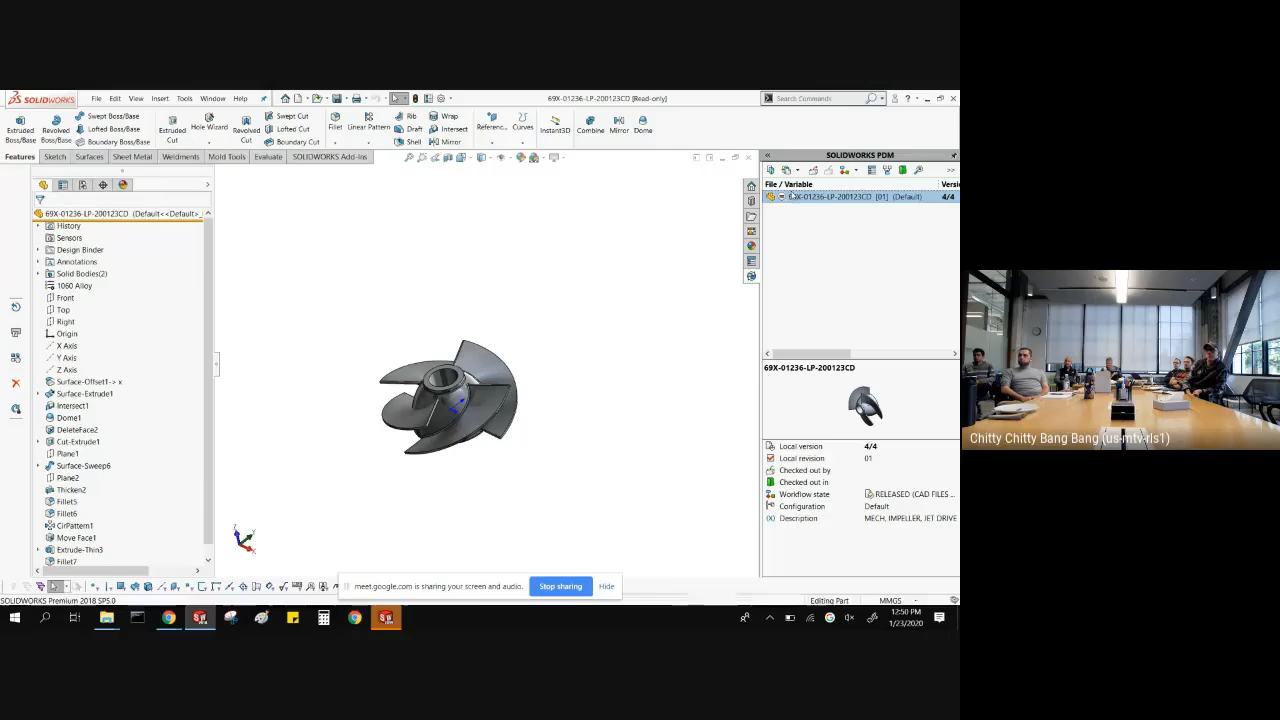 SOLIDWORKS File Edit View Insert Tools Window Help 69X-01236-LP-200123CD [Read-only] Search Commands
Extruded Boss/Base
Revolved Boss/Base
Swept Boss/Base
Lofted Boss/Base
Boundary Boss/Base
Extruded Cut
Hole Wizard
Revolved Cut
Swept Cut
Lofted Cut
Boundary Cut
Fillet
Linear Pattern
Rib
Draft
Shell
Wrap
Intersect
Mirror
Referenc...
Curves
Instant3D
Combine
Mirror
Dome
Features Sketch Surfaces Sheet Metal Weldments Mold Tools Evaluate SOLIDWORKS Add-Ins
69X-01236-LP-200123CD (Default<<Default>_
History
Sensors
Design Binder
Annotations
Solid Bodies(2)
1060 Alloy
Front
Top
Right
Origin
X Axis
Y Axis
Z Axis
Surface-Offset1-> x
Surface-Extrude1
Intersect1
Dome1
DeleteFace2
Cut-Extrude1
Plane1
Surface-Sweep6
Plane2
Thicken2
Fillet5
Fillet6
CirPattern1
Move Face1
Extrude-Thin3
Fillet7
SOLIDWORKS PDM
File / Variable Versi
69X-01236-LP-200123CD [01] (Default) 4/4
69X-01236-LP-200123CD
Local version 4/4
Local revision 01
Checked out by
Checked out in
Workflow state RELEASED (CAD FILES ...
Configuration Default
Description MECH, IMPELLER, JET DRIVE
Z Y X
meet.google.com is sharing your screen and audio. Stop sharing Hide
SOLIDWORKS Premium 2018 SP5.0 Editing Part MMGS
12:50 PM
1/23/2020
Chitty Chitty Bang Bang (us-mtv-rls1)